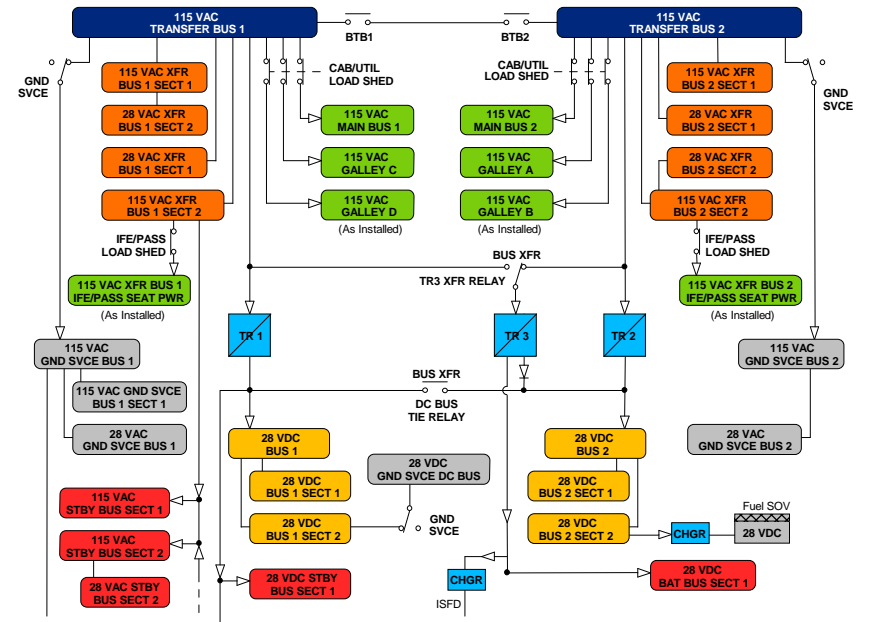 115 VAC
TRANSFER BUS 1
BTB1
BTB2
115 VAC
TRANSFER BUS 2
GND
SVCE
115 VAC XFR
BUS 1 SECT 1
28 VAC XFR
BUS 1 SECT 2
28 VAC XFR
BUS 1 SECT 1
115 VAC XFR
BUS 1 SECT 2
CAB/UTIL
LOAD SHED
115 VAC
MAIN BUS 1
115 VAC
GALLEY C
115 VAC
GALLEY D
(As Installed)
CAB/UTIL
LOAD SHED
115 VAC
MAIN BUS 2
115 VAC
GALLEY A
115 VAC
GALLEY B
(As Installed)
115 VAC XFR
BUS 2 SECT 1
28 VAC XFR
BUS 2 SECT 1
28 VAC XFR
BUS 2 SECT 2
115 VAC XFR
BUS 2 SECT 2
GND
SVCE
IFE/PASS
LOAD SHED
115 VAC XFR BUS 1
IFE/PASS SEAT PWR
(As Installed)
BUS XFR
TR3 XFR RELAY
IFE/PASS
LOAD SHED
115 VAC XFR BUS 2
IFE/PASS SEAT PWR
(As Installed)
TR 1
TR 3
TR 2
115 VAC
GND SVCE BUS 1
115 VAC GND SVCE
BUS 1 SECT 1
28 VAC
GND SVCE BUS 1
BUS XFR
DC BUS
TIE RELAY
115 VAC
GND SVCE BUS 2
28 VAC
GND SVCE BUS 2
28 VDC
BUS 1
28 VDC
BUS 1 SECT 1
28 VDC
BUS 1 SECT 2
28 VDC
GND SVCE DC BUS
GND
SVCE
28 VDC
BUS 2
28 VDC
BUS 2 SECT 1
28 VDC
BUS 2 SECT 2
CHGR
Fuel SOV
28 VDC
115 VAC
STBY BUS SECT 1
115 VAC
STBY BUS SECT 2
28 VAC STBY
BUS SECT 2
28 VDC STBY
BUS SECT 1
CHGR
ISFD
28 VDC
BAT BUS SECT 1